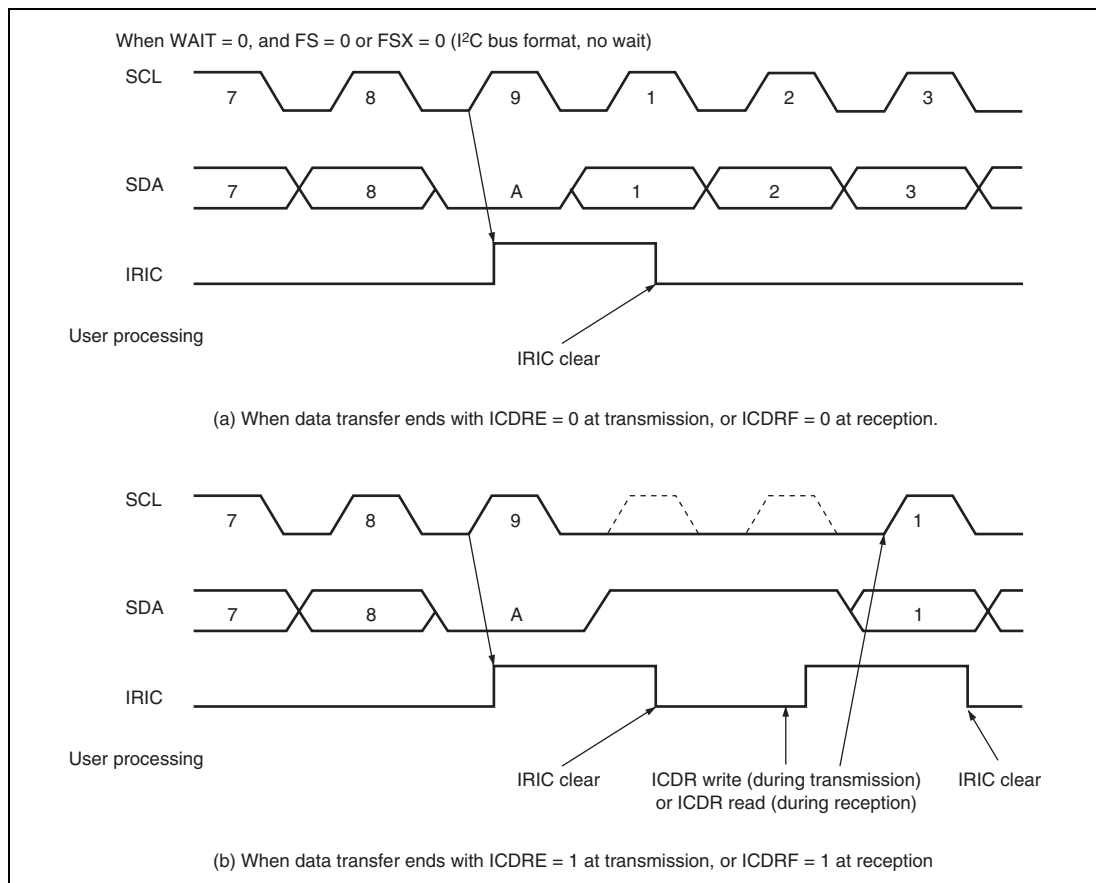 When WAIT = 0, and FS = 0 or FSX = 0 (I²C bus format, no wait)
SCL
7 8 9 1 2 3
SDA
7 8 A 1 2 3
IRIC
User processing
IRIC clear
(a) When data transfer ends with ICDRE = 0 at transmission, or ICDRF = 0 at reception.
SCL
7 8 9 1
SDA
7 8 A 1
IRIC
User processing
IRIC clear ICDR write (during transmission) IRIC clear
or ICDR read (during reception)
(b) When data transfer ends with ICDRE = 1 at transmission, or ICDRF = 1 at reception